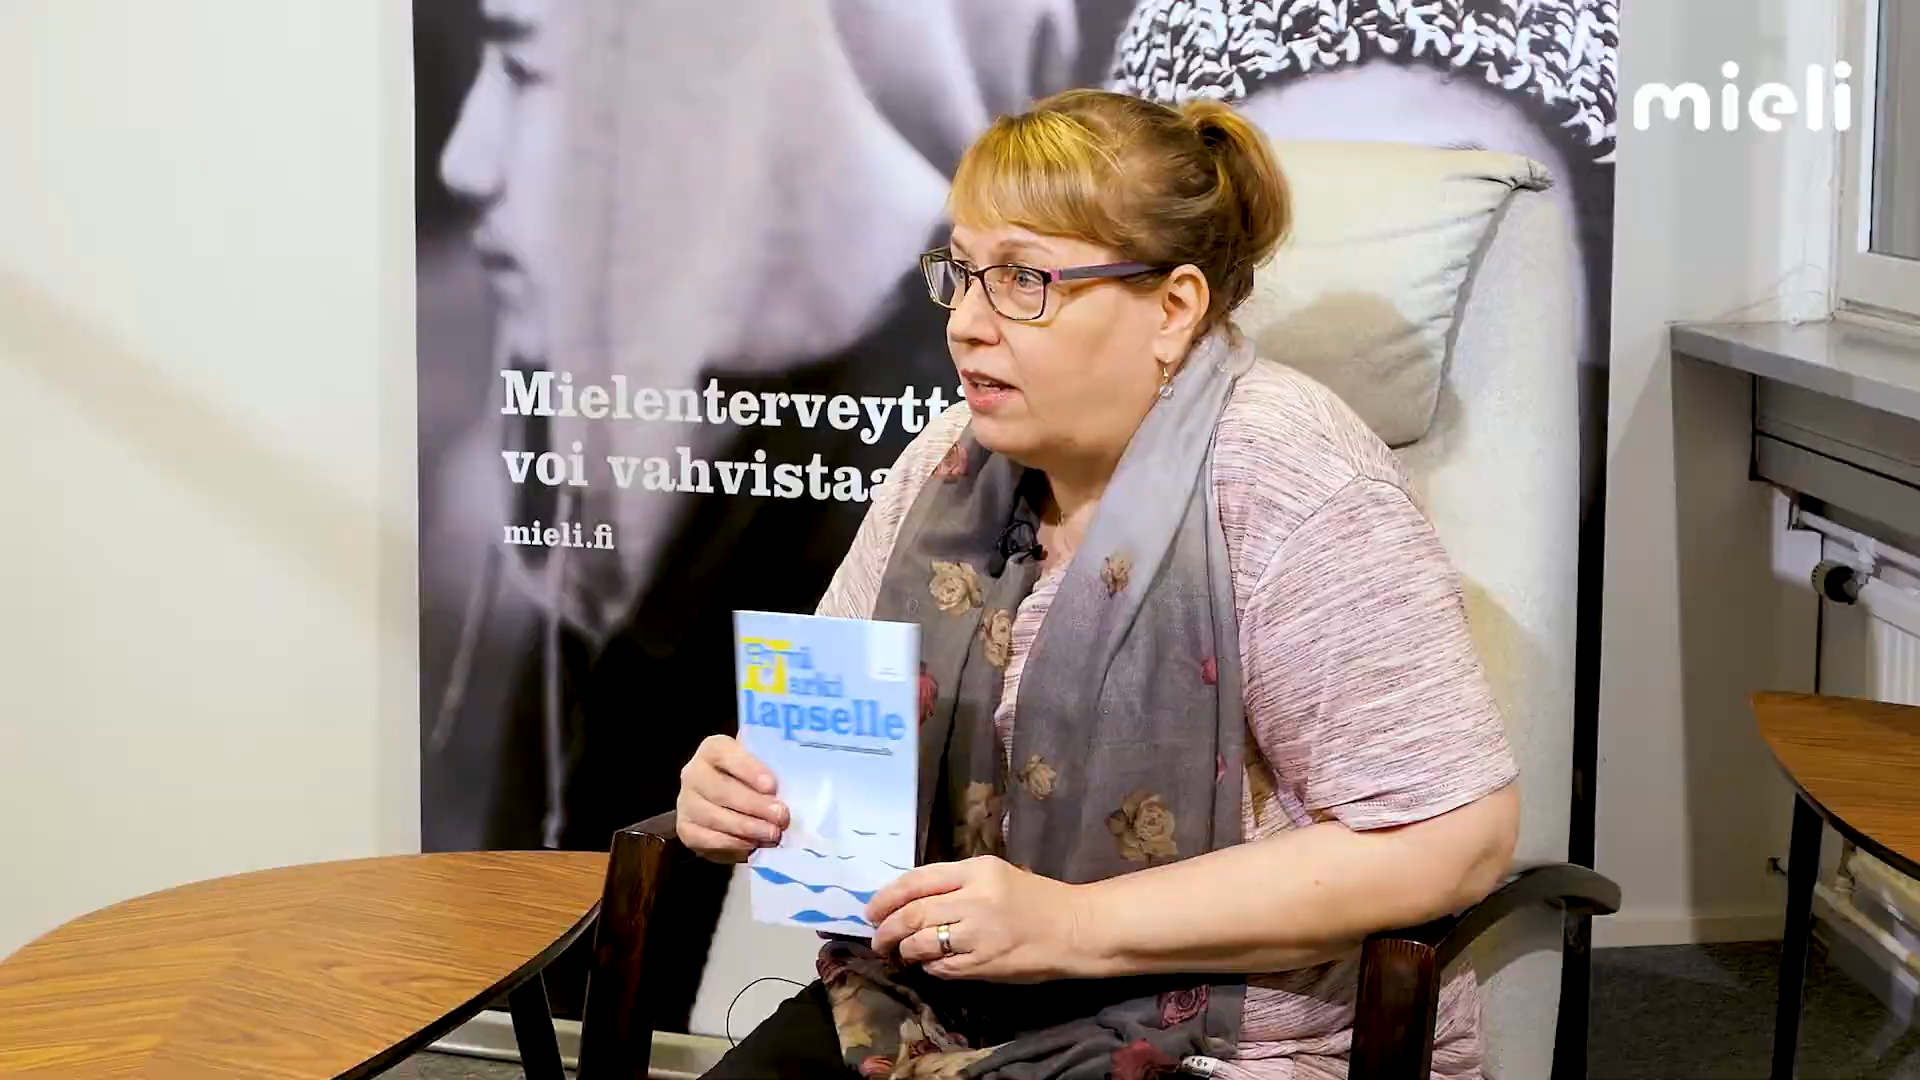 mieli
Mielenterveytt
voi vahvistaa
mieli.fi
arki
lapselle